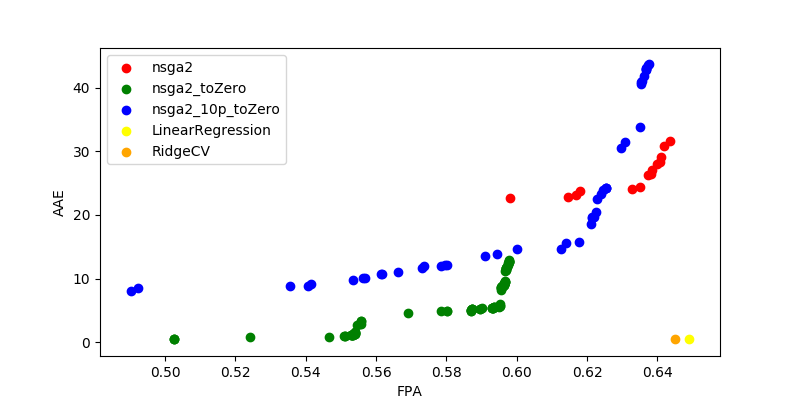 nsga2
nsga2_toZero
nsga2_10p_toZero
LinearRegression
RidgeCV
AAE
40
30
20
10
0
0.50 0.52 0.54 0.56 0.58 0.60 0.62 0.64
FPA